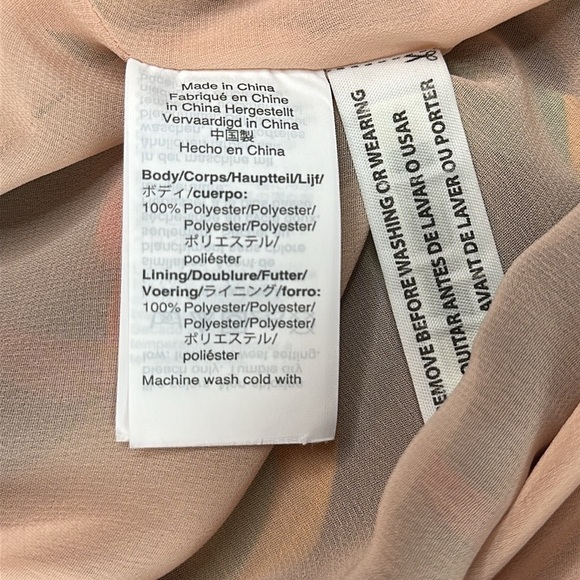 Made in China
Fabriqué en Chine
in China Hergestellt
Vervaardigd in China
中国製
Hecho en China
Body/Corps/Hauptteil/Lijf/
ボディ/cuerpo:
100% Polyester/Polyester/
Polyester/Polyester/
ポリエステル/
poliéster
Lining/Doublure/Futter/
Voering/ライニング/forro:
100% Polyester/Polyester/
Polyester/Polyester/
ポリエステル/
poliéster
Machine wash cold with
REMOVE BEFORE WASHING OR WEARING
QUITAR ANTES DE LAVAR O USAR
AVANT DE LAVER OU PORTER